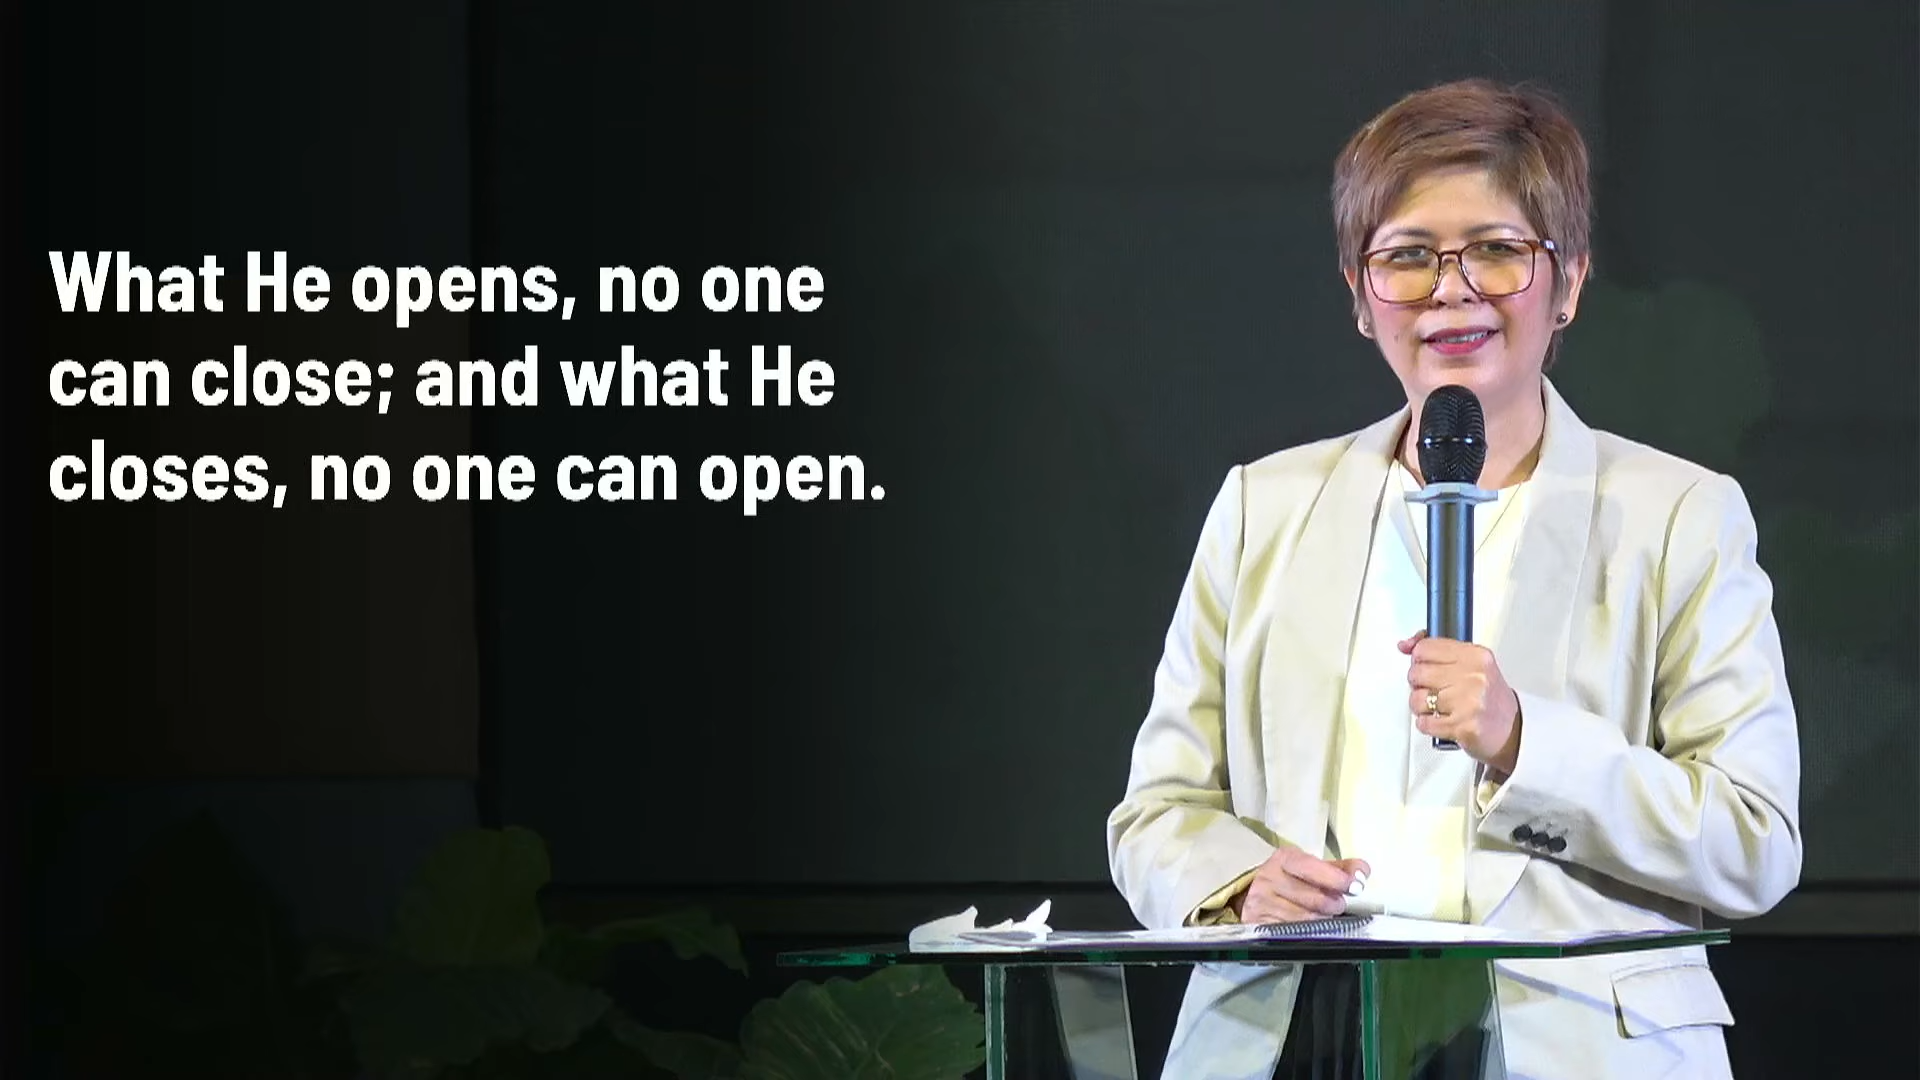 What He opens, no one
can close; and what He
closes, no one can open.